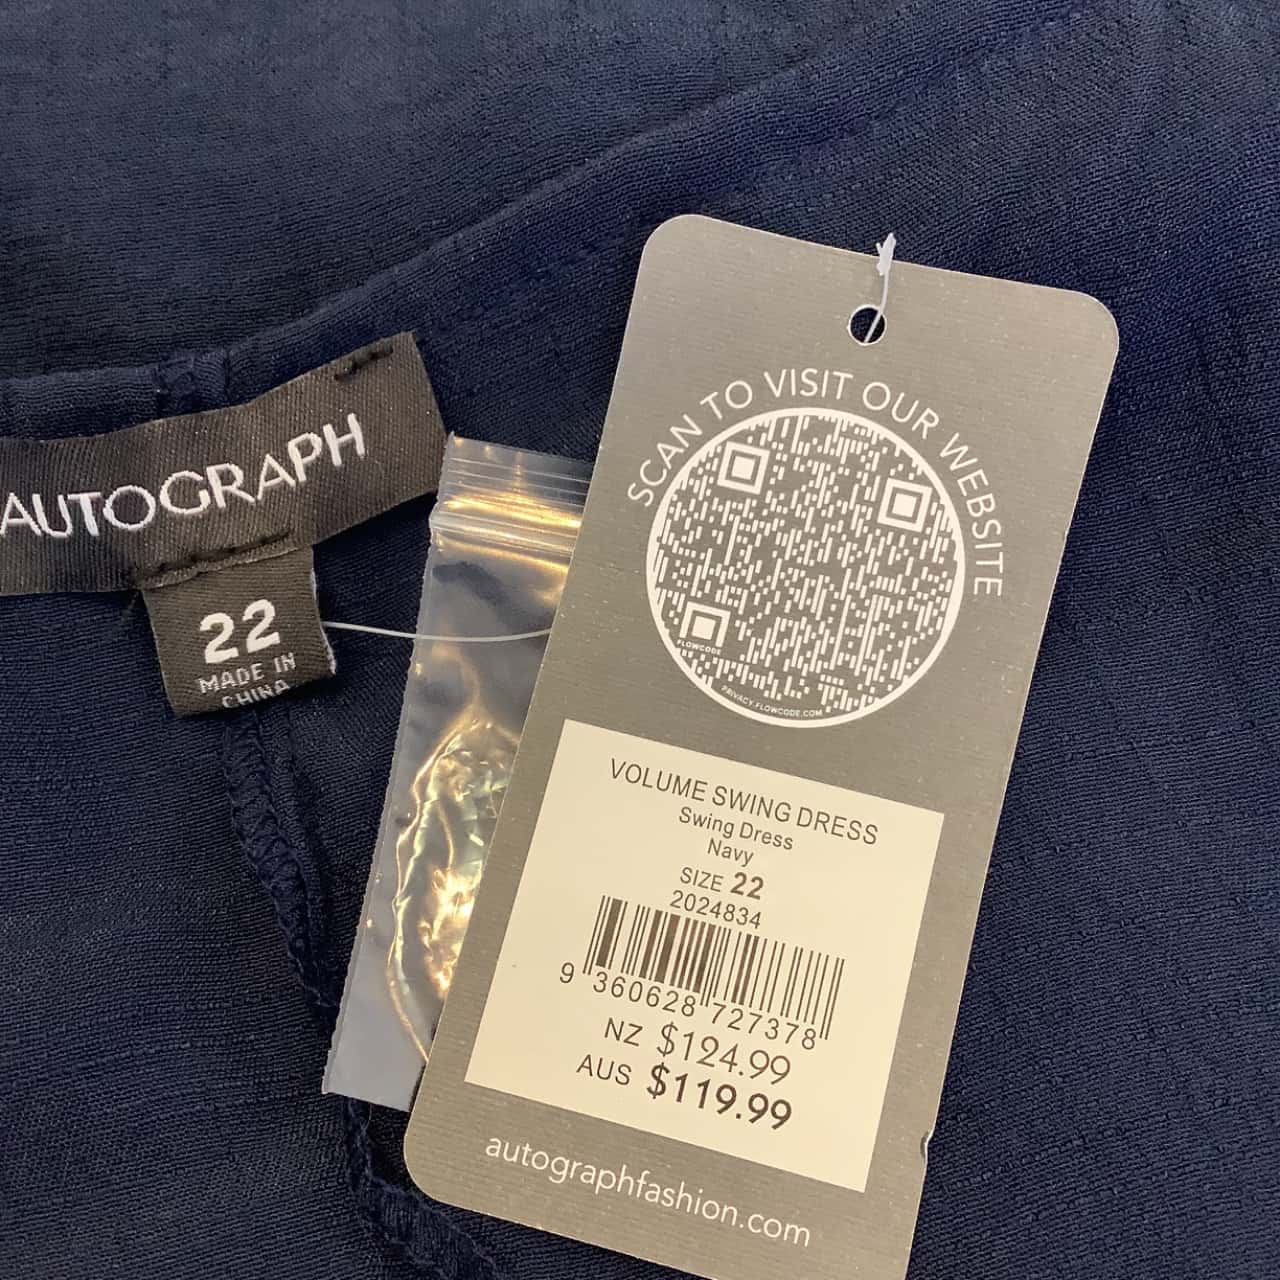 AUTOGRAPH
22
MADE IN
CHINA
SCAN TO VISIT OUR WEBSITE
FLOWCODE
PRIVACY.FLOWCODE.COM
VOLUME SWING DRESS
Swing Dress
Navy
SIZE 22
2024834
9 360628 727378
NZ $124.99
AUS $119.99
autographfashion.com